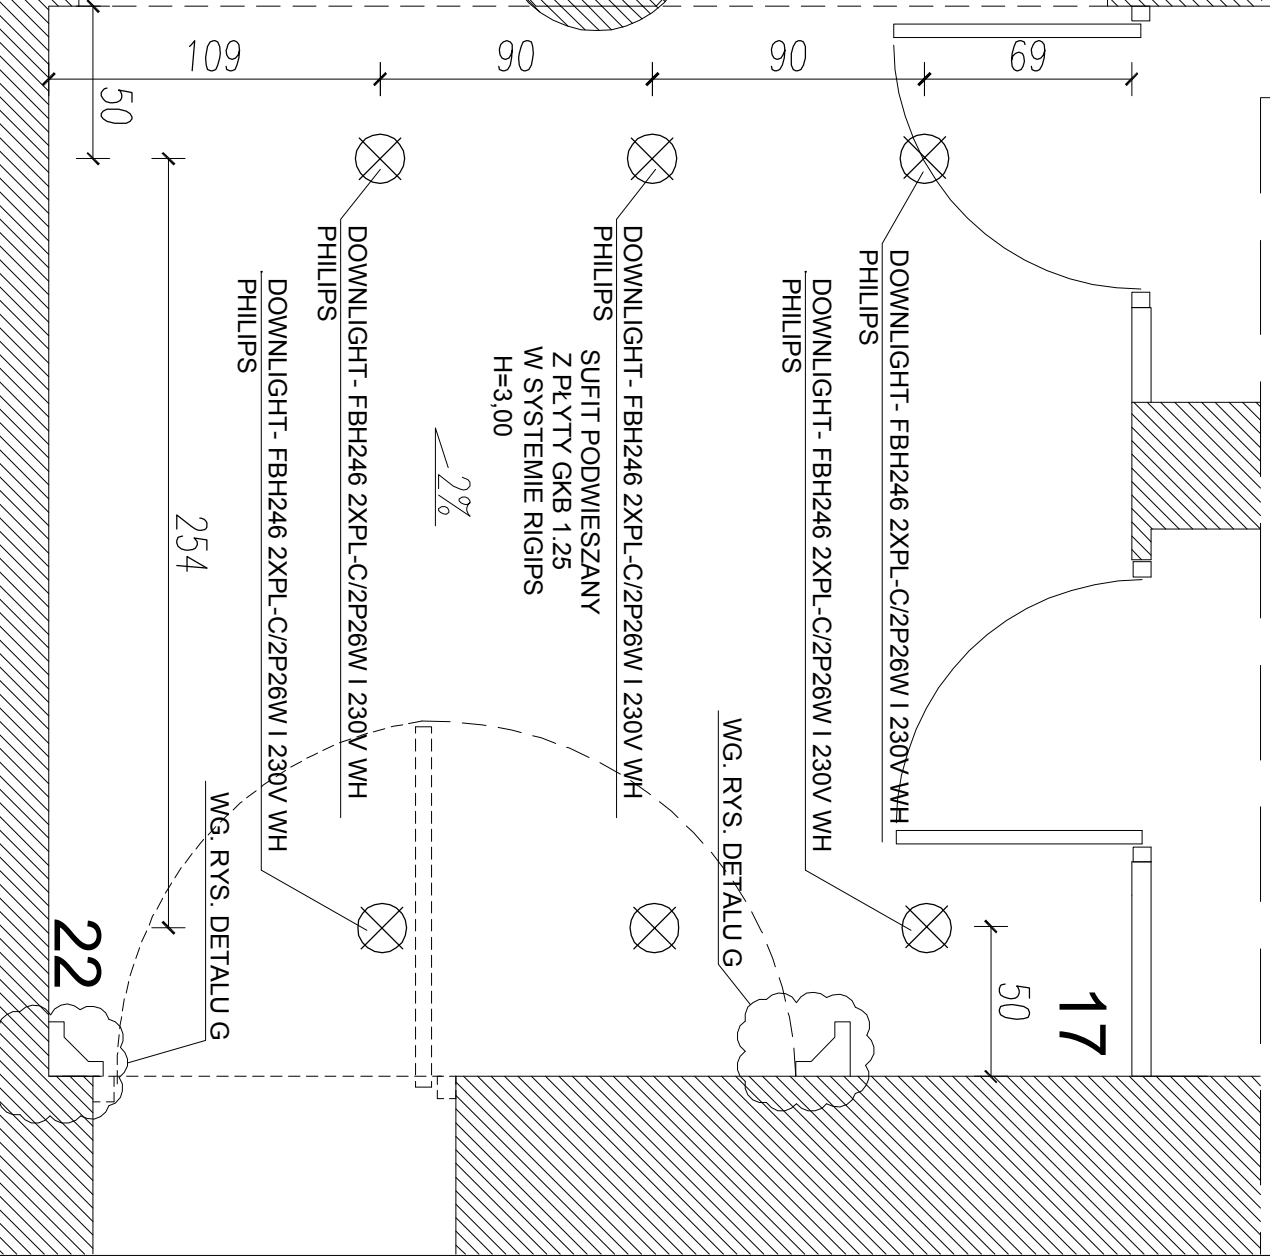 109
90
90
69
50
DOWNLIGHT- FBH246 2XPL-C/2P26W I 230V WH
PHILIPS
DOWNLIGHT- FBH246 2XPL-C/2P26W I 230V WH
PHILIPS
DOWNLIGHT- FBH246 2XPL-C/2P26W I 230V WH
PHILIPS
DOWNLIGHT- FBH246 2XPL-C/2P26W I 230V WH
PHILIPS
SUFIT PODWIESZANY
Z PŁYTY GKB 1.25
W SYSTEMIE RIGIPS
H=3,00
2%
DOWNLIGHT- FBH246 2XPL-C/2P26W I 230V WH
PHILIPS
254
WG. RYS. DETALU G
WG. RYS. DETALU G
50
17
22